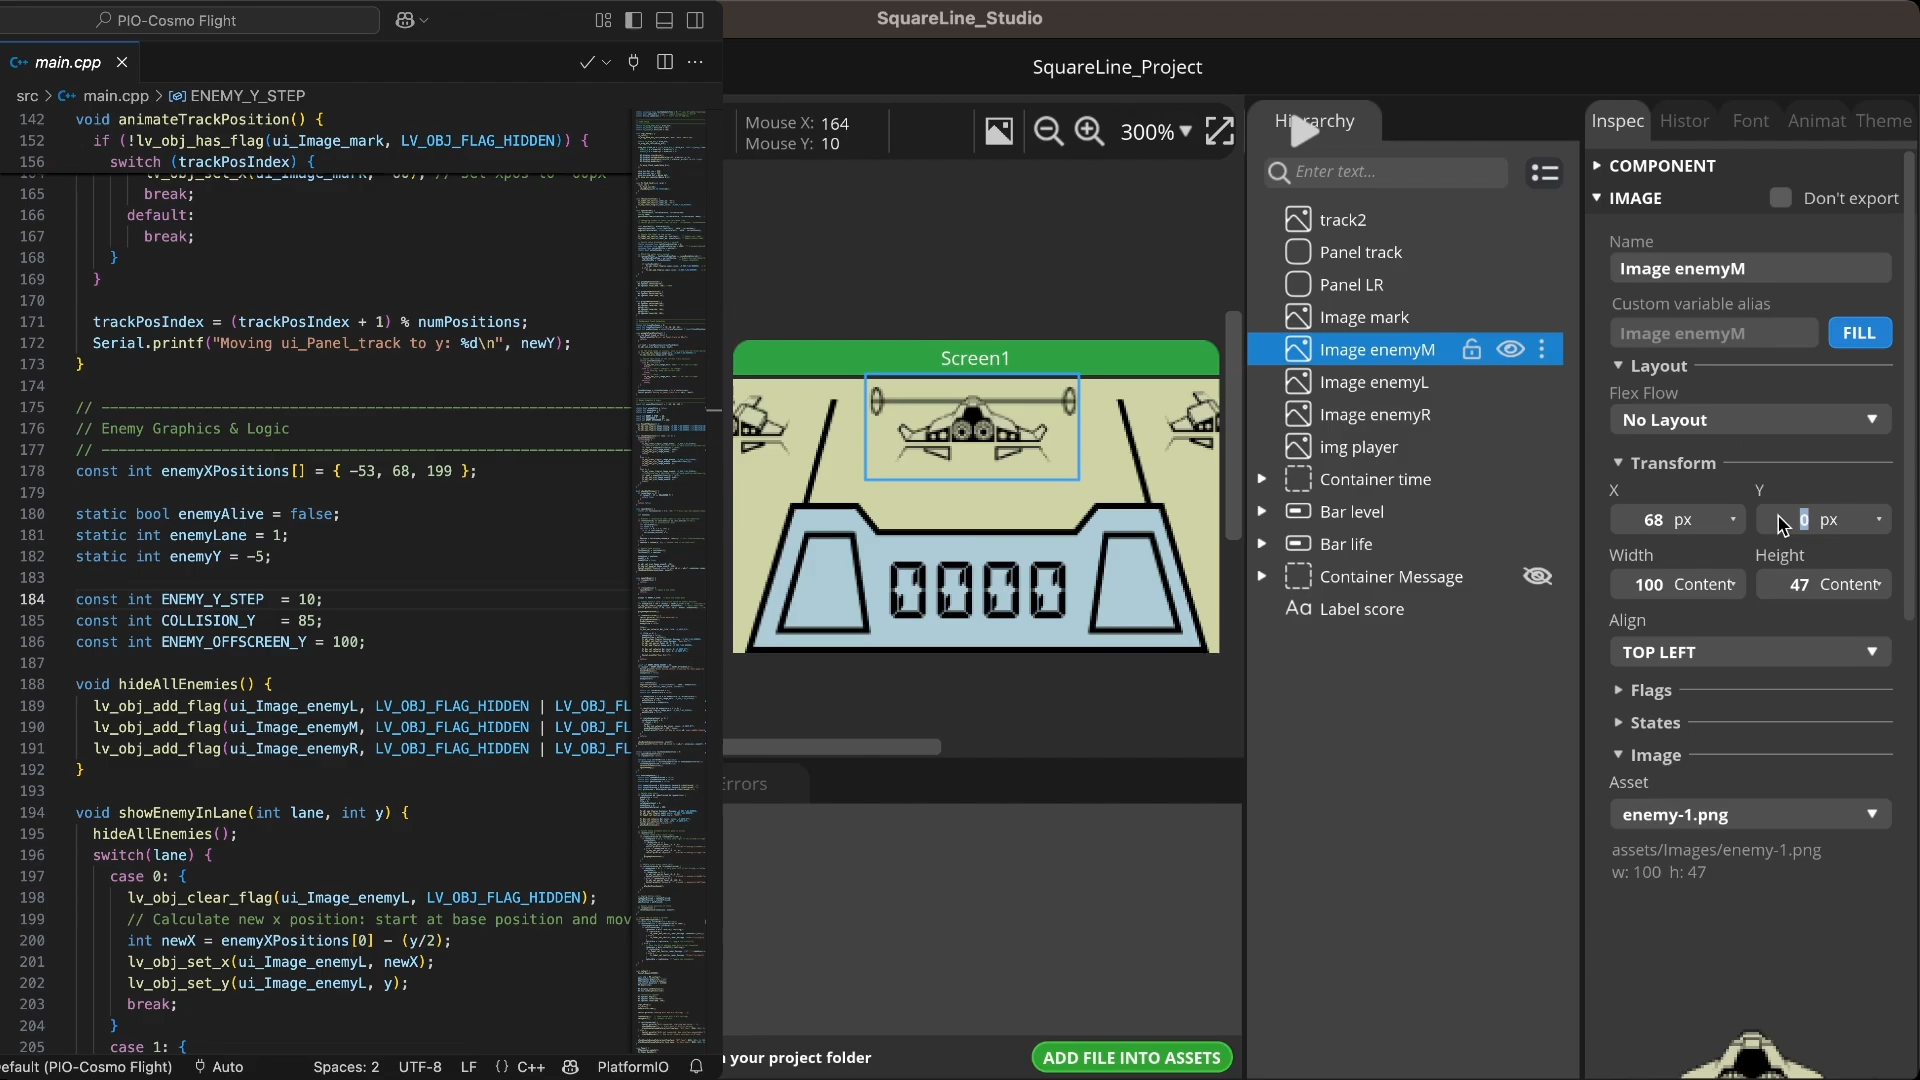 PIO-Cosmo Flight
main.cpp
src > main.cpp > ENEMY_Y_STEP
142 void animateTrackPosition() {
152 if (!lv_obj_has_flag(ui_Image_mark, LV_OBJ_FLAG_HIDDEN)) {
156 switch (trackPosIndex) {
165 break;
166 default:
167 break;
168 }
169 }
170
171 trackPosIndex = (trackPosIndex + 1) % numPositions;
172 Serial.printf("Moving ui_Panel_track to y: %d\n", newY);
173 }
174
175 // ---------------------------------------------------------------
176 // Enemy Graphics & Logic
177 // ---------------------------------------------------------------
178 const int enemyXPositions[] = { -53, 68, 199 };
179
180 static bool enemyAlive = false;
181 static int enemyLane = 1;
182 static int enemyY = -5;
183
184 const int ENEMY_Y_STEP = 10;
185 const int COLLISION_Y = 85;
186 const int ENEMY_OFFSCREEN_Y = 100;
187
188 void hideAllEnemies() {
189 lv_obj_add_flag(ui_Image_enemyL, LV_OBJ_FLAG_HIDDEN | LV_OBJ_FL
190 lv_obj_add_flag(ui_Image_enemyM, LV_OBJ_FLAG_HIDDEN | LV_OBJ_FL
191 lv_obj_add_flag(ui_Image_enemyR, LV_OBJ_FLAG_HIDDEN | LV_OBJ_FL
192 }
193
194 void showEnemyInLane(int lane, int y) {
195 hideAllEnemies();
196 switch(lane) {
197 case 0: {
198 lv_obj_clear_flag(ui_Image_enemyL, LV_OBJ_FLAG_HIDDEN);
199 // Calculate new x position: start at base position and mov
200 int newX = enemyXPositions[0] - (y/2);
201 lv_obj_set_x(ui_Image_enemyL, newX);
202 lv_obj_set_y(ui_Image_enemyL, y);
203 break;
204 }
205 case 1: {
efault (PIO-Cosmo Flight) Auto Spaces: 2 UTF-8 LF {} C++ PlatformIO
SquareLine_Studio
SquareLine_Project
Mouse X: 164
Mouse Y: 10
300%
Screen1
0000
Errors
your project folder
ADD FILE INTO ASSETS
Hierarchy
Enter text...
track2
Panel track
Panel LR
Image mark
Image enemyM
Image enemyL
Image enemyR
img player
Container time
Bar level
Bar life
Container Message
Aa Label score
Inspec Histor Font Animat Theme
COMPONENT
IMAGE Don't export
Name
Image enemyM
Custom variable alias
Image enemyM FILL
Layout
Flex Flow
No Layout
Transform
X Y
68 px 0 px
Width Height
100 Content 47 Content
Align
TOP LEFT
Flags
States
Image
Asset
enemy-1.png
assets/Images/enemy-1.png
w: 100 h: 47